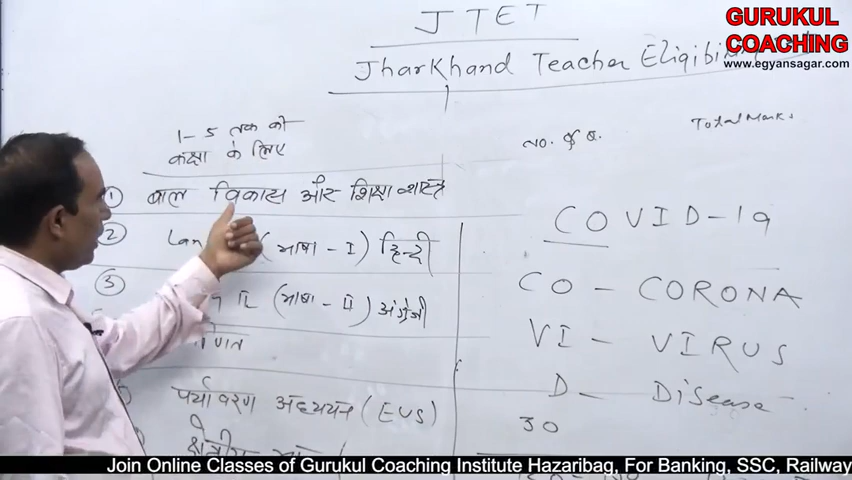 JTET
GURUKUL
COACHING
www.egyansagar.com
Jharkhand Teacher
1-5 तक की
कक्षा के लिए
No. of Q.
Total Marks
① बाल विकास और शिक्षा शास्त्र
COVID-19
② (भाषा - I) हिन्दी
③ II (भाषा - II) अंग्रेजी
CO - CORONA
VI - VIRUS
D - Disease
पर्यावरण अध्ययन (EVS)
30
क्षेत्रीय
Join Online Classes of Gurukul Coaching Institute Hazaribag, For Banking, SSC, Railway